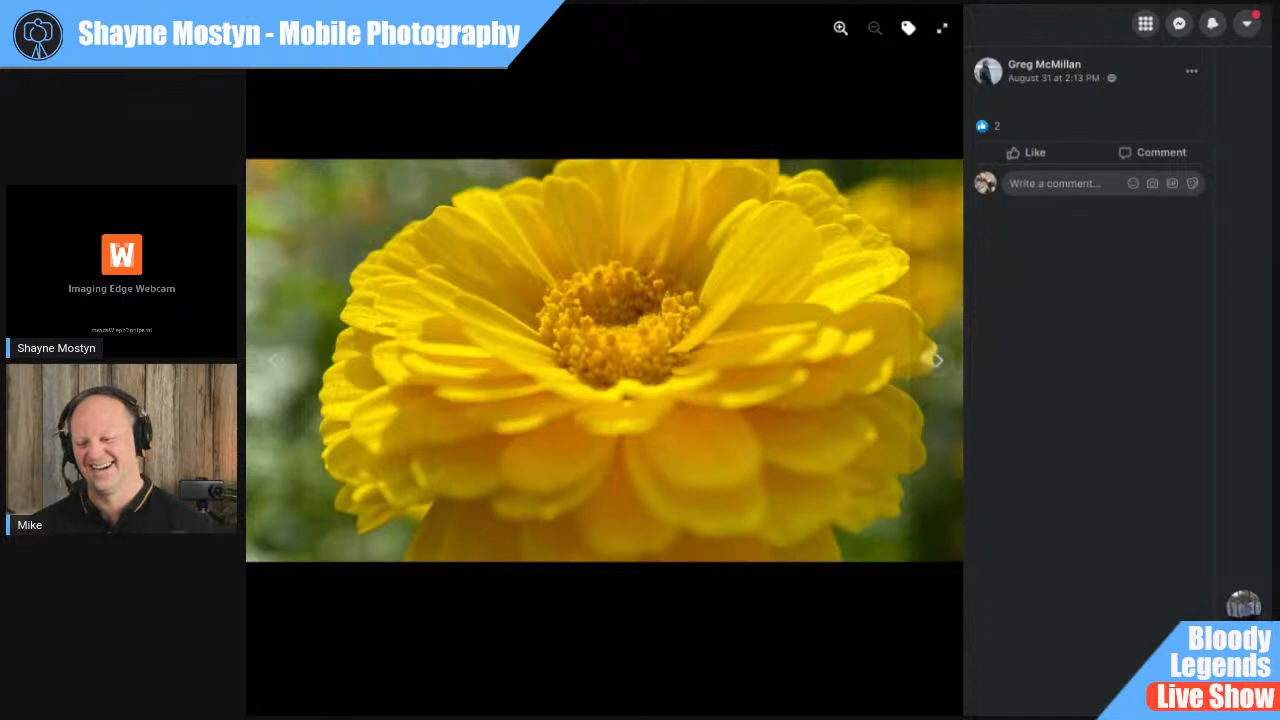 Shayne Mostyn - Mobile Photography
Greg McMillan
August 31 at 2:13 PM ·
2
Like
Comment
Write a comment...
W
Imaging Edge Webcam
Shayne Mostyn
Mike
Bloody
Legends
Live Show